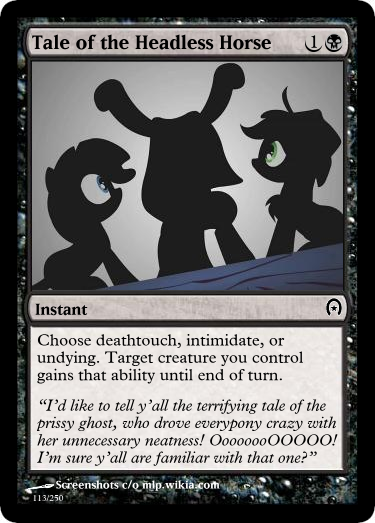 Tale of the Headless Horse 1
Instant
Choose deathtouch, intimidate, or
undying. Target creature you control
gains that ability until end of turn.
“I’d like to tell y’all the terrifying tale of the
prissy ghost, who drove everypony crazy with
her unnecessary neatness! OooooooOOOOO!
I’m sure y’all are familiar with that one?”
Screenshots c/o mlp.wikia.com
113/250